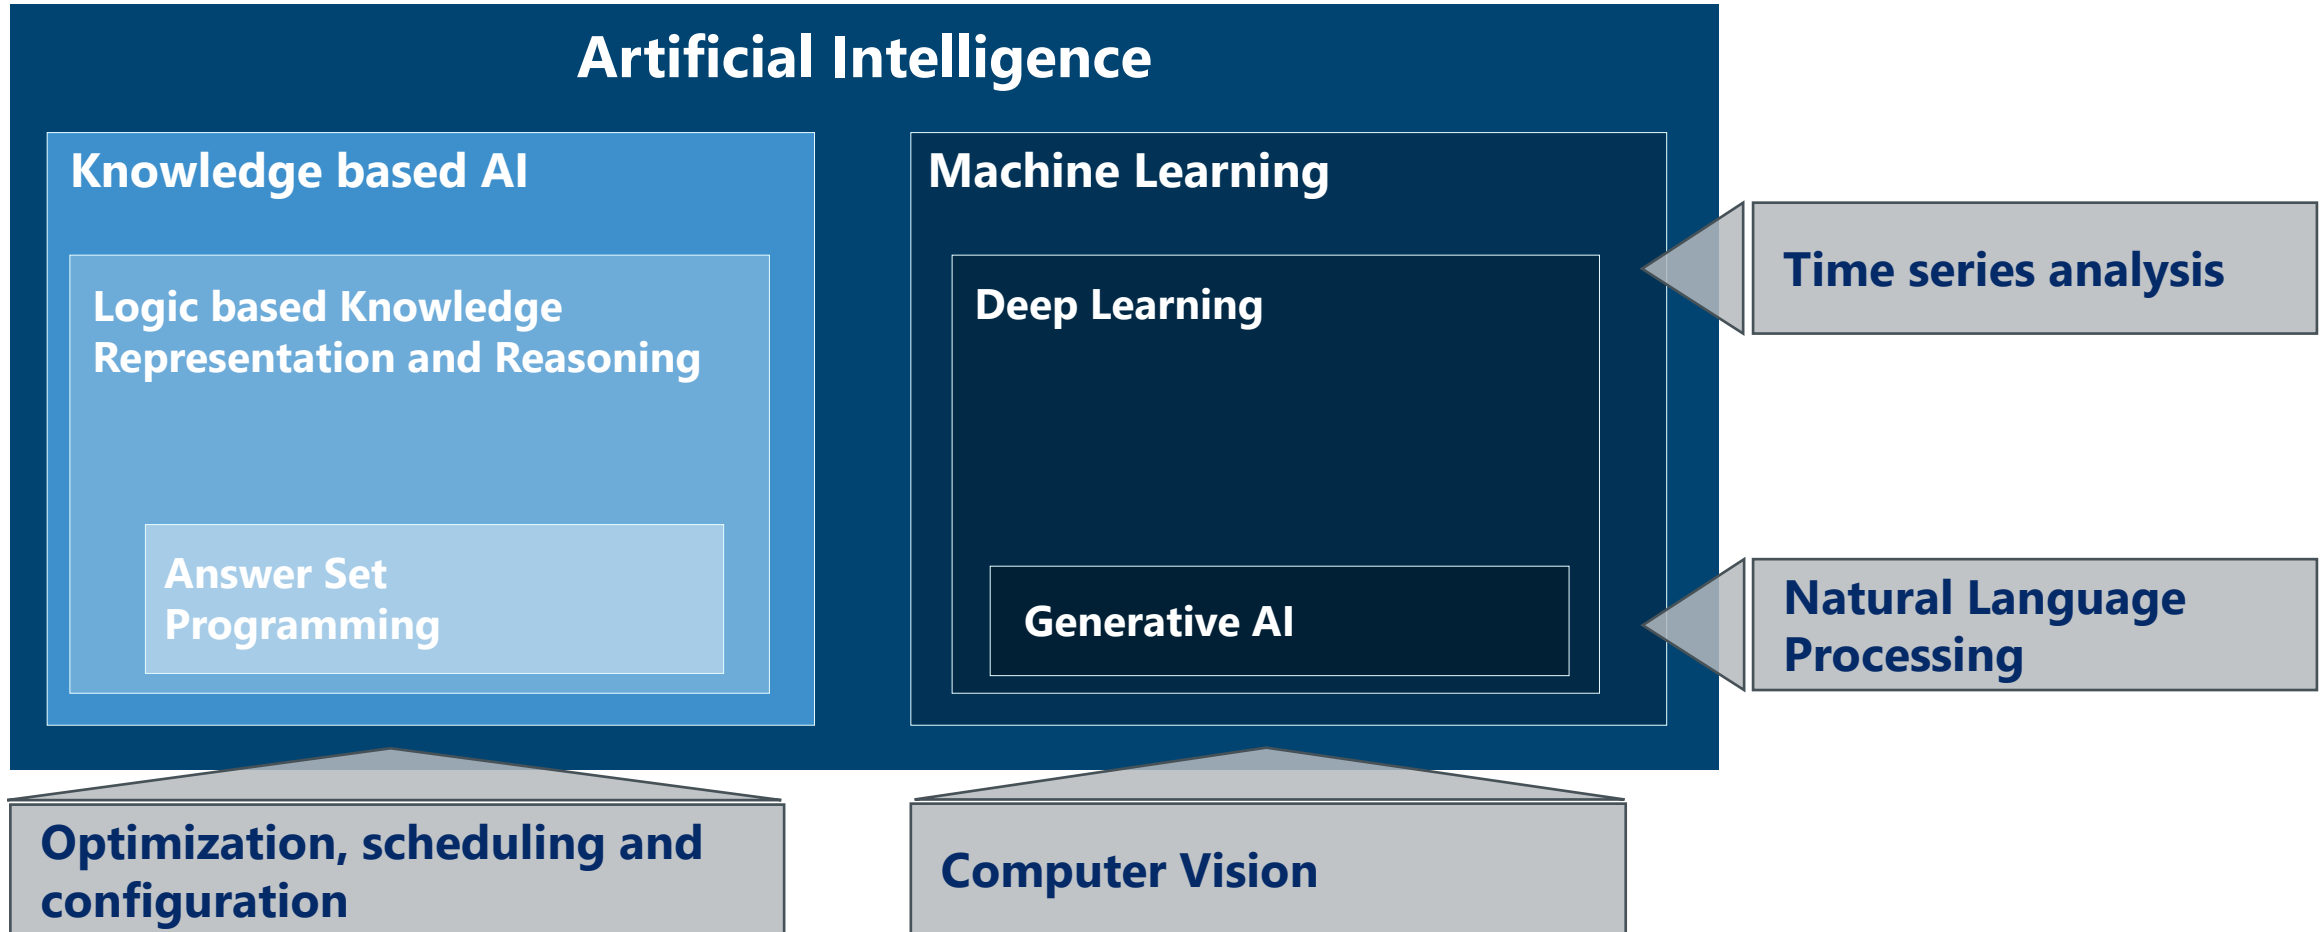 Artificial Intelligence
Knowledge based AI
Logic based Knowledge
Representation and Reasoning
Answer Set
Programming
Machine Learning
Deep Learning
Generative AI
Time series analysis
Natural Language
Processing
Optimization, scheduling and
configuration
Computer Vision